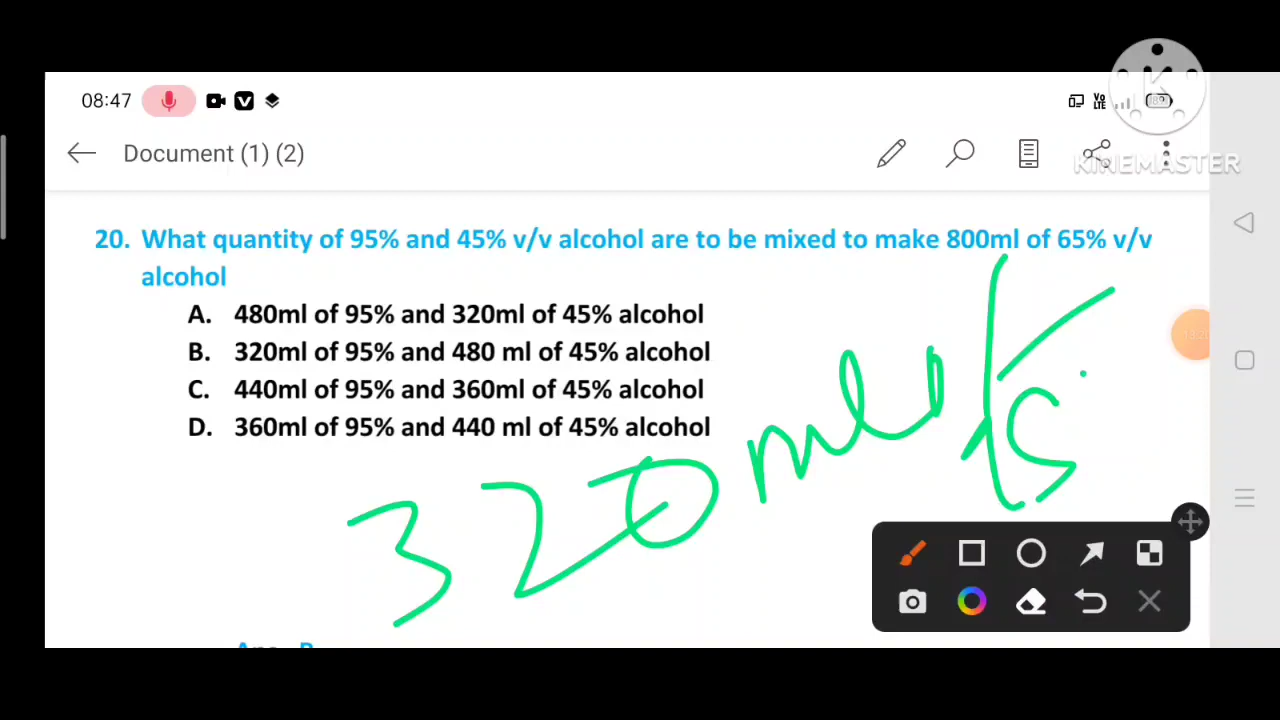 08:47
Vo LTE
KINEMASTER
Document (1) (2)
20. What quantity of 95% and 45% v/v alcohol are to be mixed to make 800ml of 65% v/v
alcohol
A. 480ml of 95% and 320ml of 45% alcohol
B. 320ml of 95% and 480 ml of 45% alcohol
C. 440ml of 95% and 360ml of 45% alcohol
D. 360ml of 95% and 440 ml of 45% alcohol
320 ml of